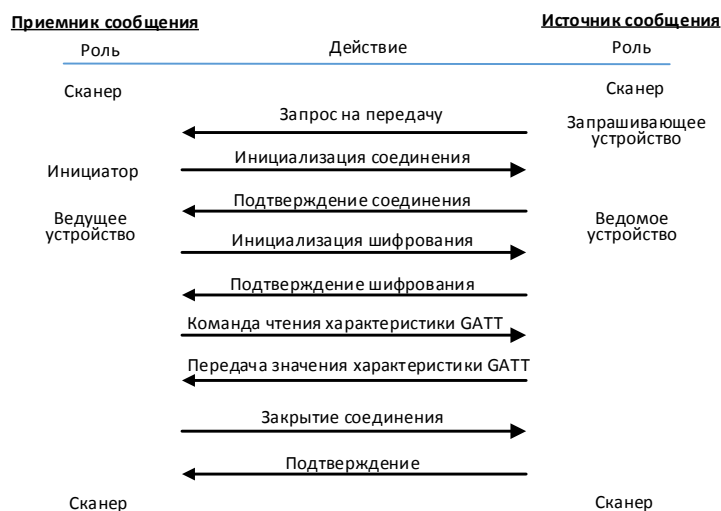 Приемник сообщения
Источник сообщения
Роль
Действие
Роль
Сканер
Сканер
Запрос на передачу
Запрашивающее
устройство
Инициатор
Инициализация соединения
Подтверждение соединения
Ведущее
устройство
Ведомое
устройство
Инициализация шифрования
Подтверждение шифрования
Команда чтения характеристики GATT
Передача значения характеристики GATT
Закрытие соединения
Подтверждение
Сканер
Сканер